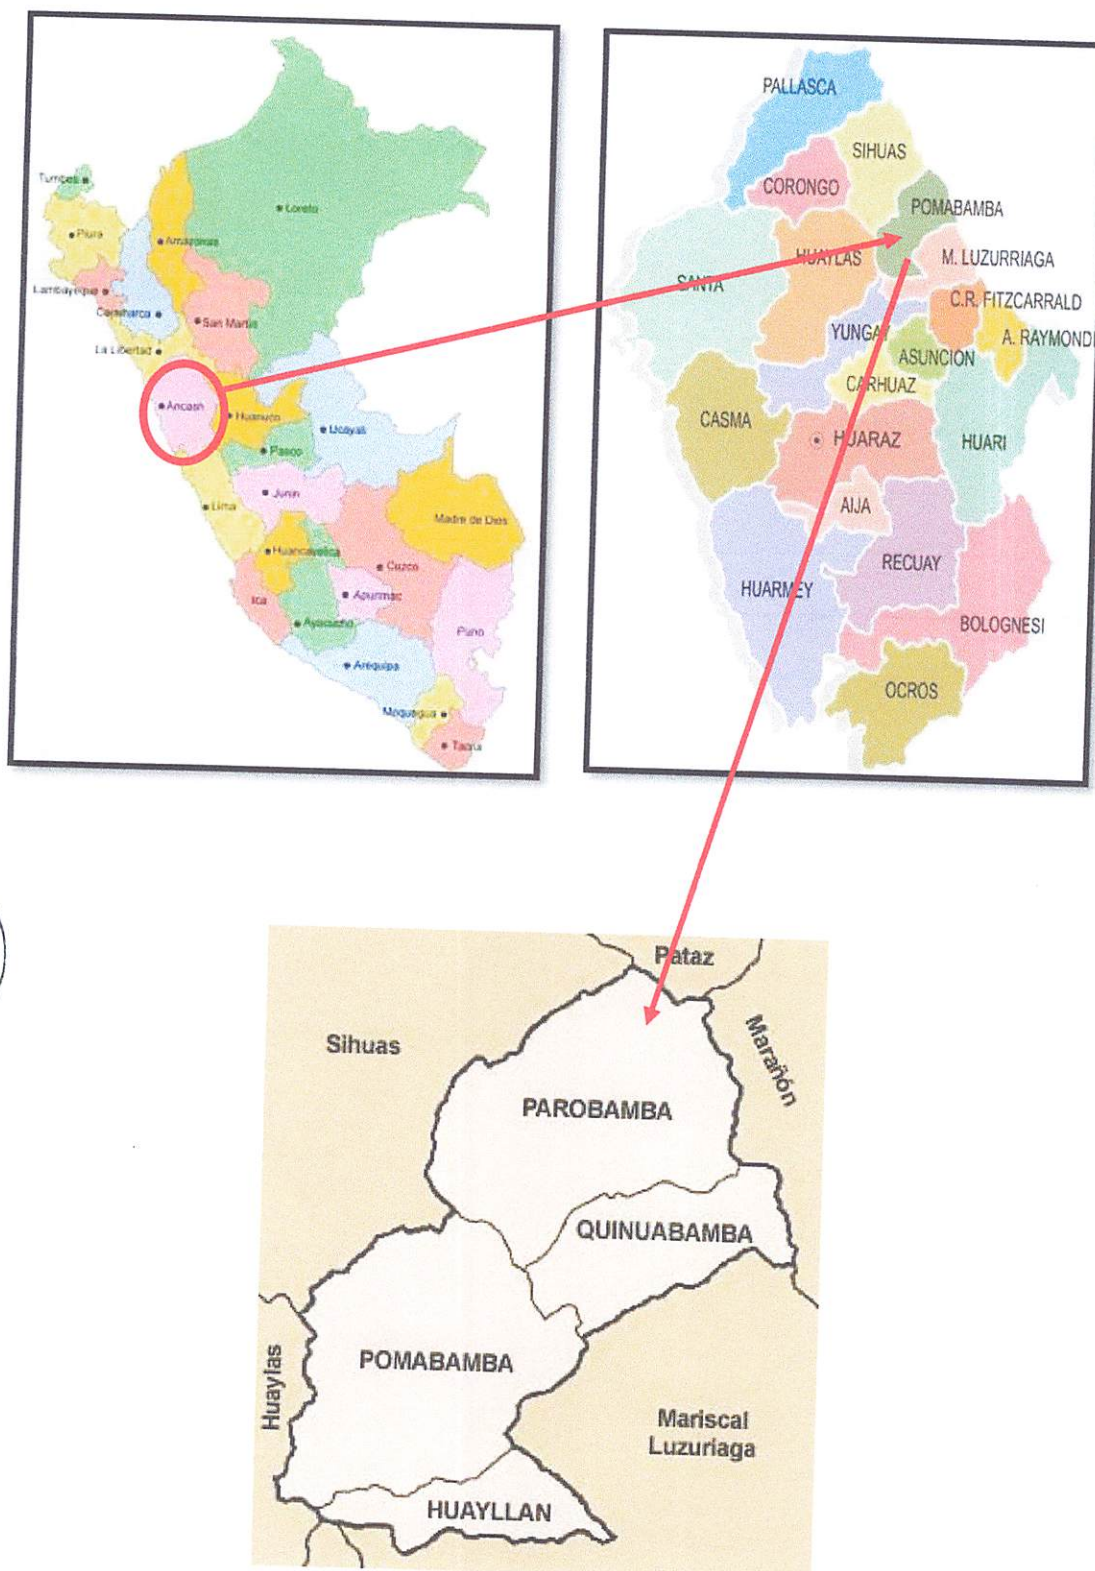 Tumbes
Loreto
Piura
Amazonas
Lambayeque
Cajamarca
San Martin
La Libertad
Ancash
Huanuco
Ucayali
Pasco
Junin
Lima
Madre de Dios
Huancavelica
Cuzco
Ica
Apurimac
Ayacucho
Puno
Arequipa
Moquegua
Tacna
PALLASCA
SIHUAS
CORONGO
POMABAMBA
HUAYLAS
M. LUZURRIAGA
SANTA
C.R. FITZCARRALD
YUNGAY
A. RAYMONDI
ASUNCION
CARHUAZ
CASMA
HUARAZ
HUARI
AIJA
RECUAY
HUARMEY
BOLOGNESI
OCROS
Pataz
Sihuas
Marañón
PAROBAMBA
QUINUABAMBA
POMABAMBA
Huaylas
Mariscal
Luzuriaga
HUAYLLAN